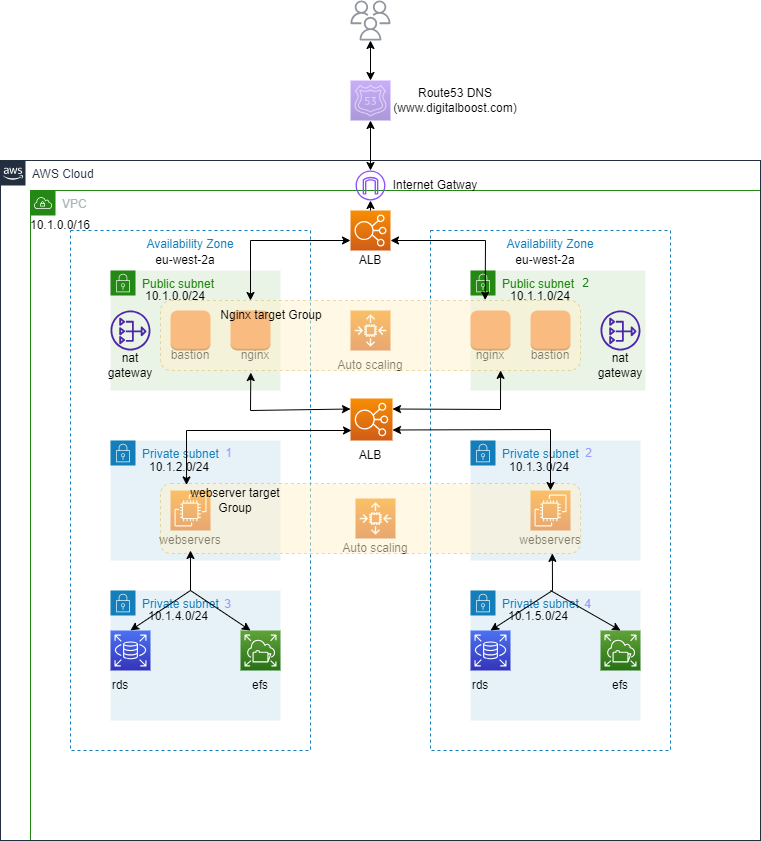 53
Route53 DNS
(www.digitalboost.com)
aws
AWS Cloud
Internet Gatway
VPC
10.1.0.0/16
ALB
Availability Zone
eu-west-2a
Availability Zone
eu-west-2a
Public subnet
10.1.0.0/24
Public subnet 2
10.1.1.0/24
Nginx target Group
bastion
nginx
Auto scaling
nginx
bastion
nat
gateway
nat
gateway
ALB
Private subnet 1
10.1.2.0/24
Private subnet 2
10.1.3.0/24
webserver target
Group
webservers
Auto scaling
webservers
Private subnet 3
10.1.4.0/24
Private subnet 4
10.1.5.0/24
rds
efs
rds
efs